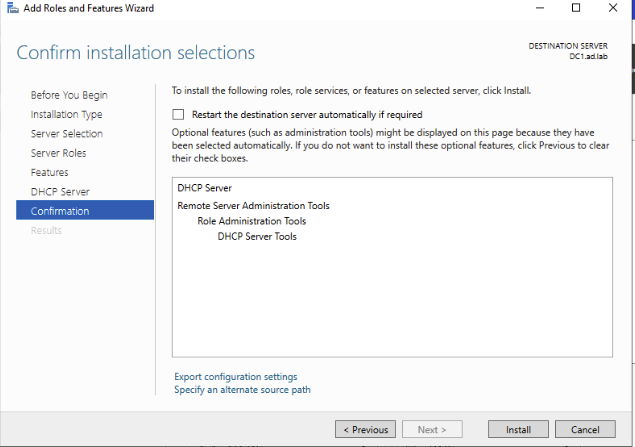 Add Roles and Features Wizard
Confirm installation selections
DESTINATION SERVER
DC1.ad.lab
Before You Begin
Installation Type
Server Selection
Server Roles
Features
DHCP Server
Confirmation
Results
To install the following roles, role services, or features on selected server, click Install.
Restart the destination server automatically if required
Optional features (such as administration tools) might be displayed on this page because they have
been selected automatically. If you do not want to install these optional features, click Previous to clear
their check boxes.
DHCP Server
Remote Server Administration Tools
Role Administration Tools
DHCP Server Tools
Export configuration settings
Specify an alternate source path
< Previous
Next >
Install
Cancel